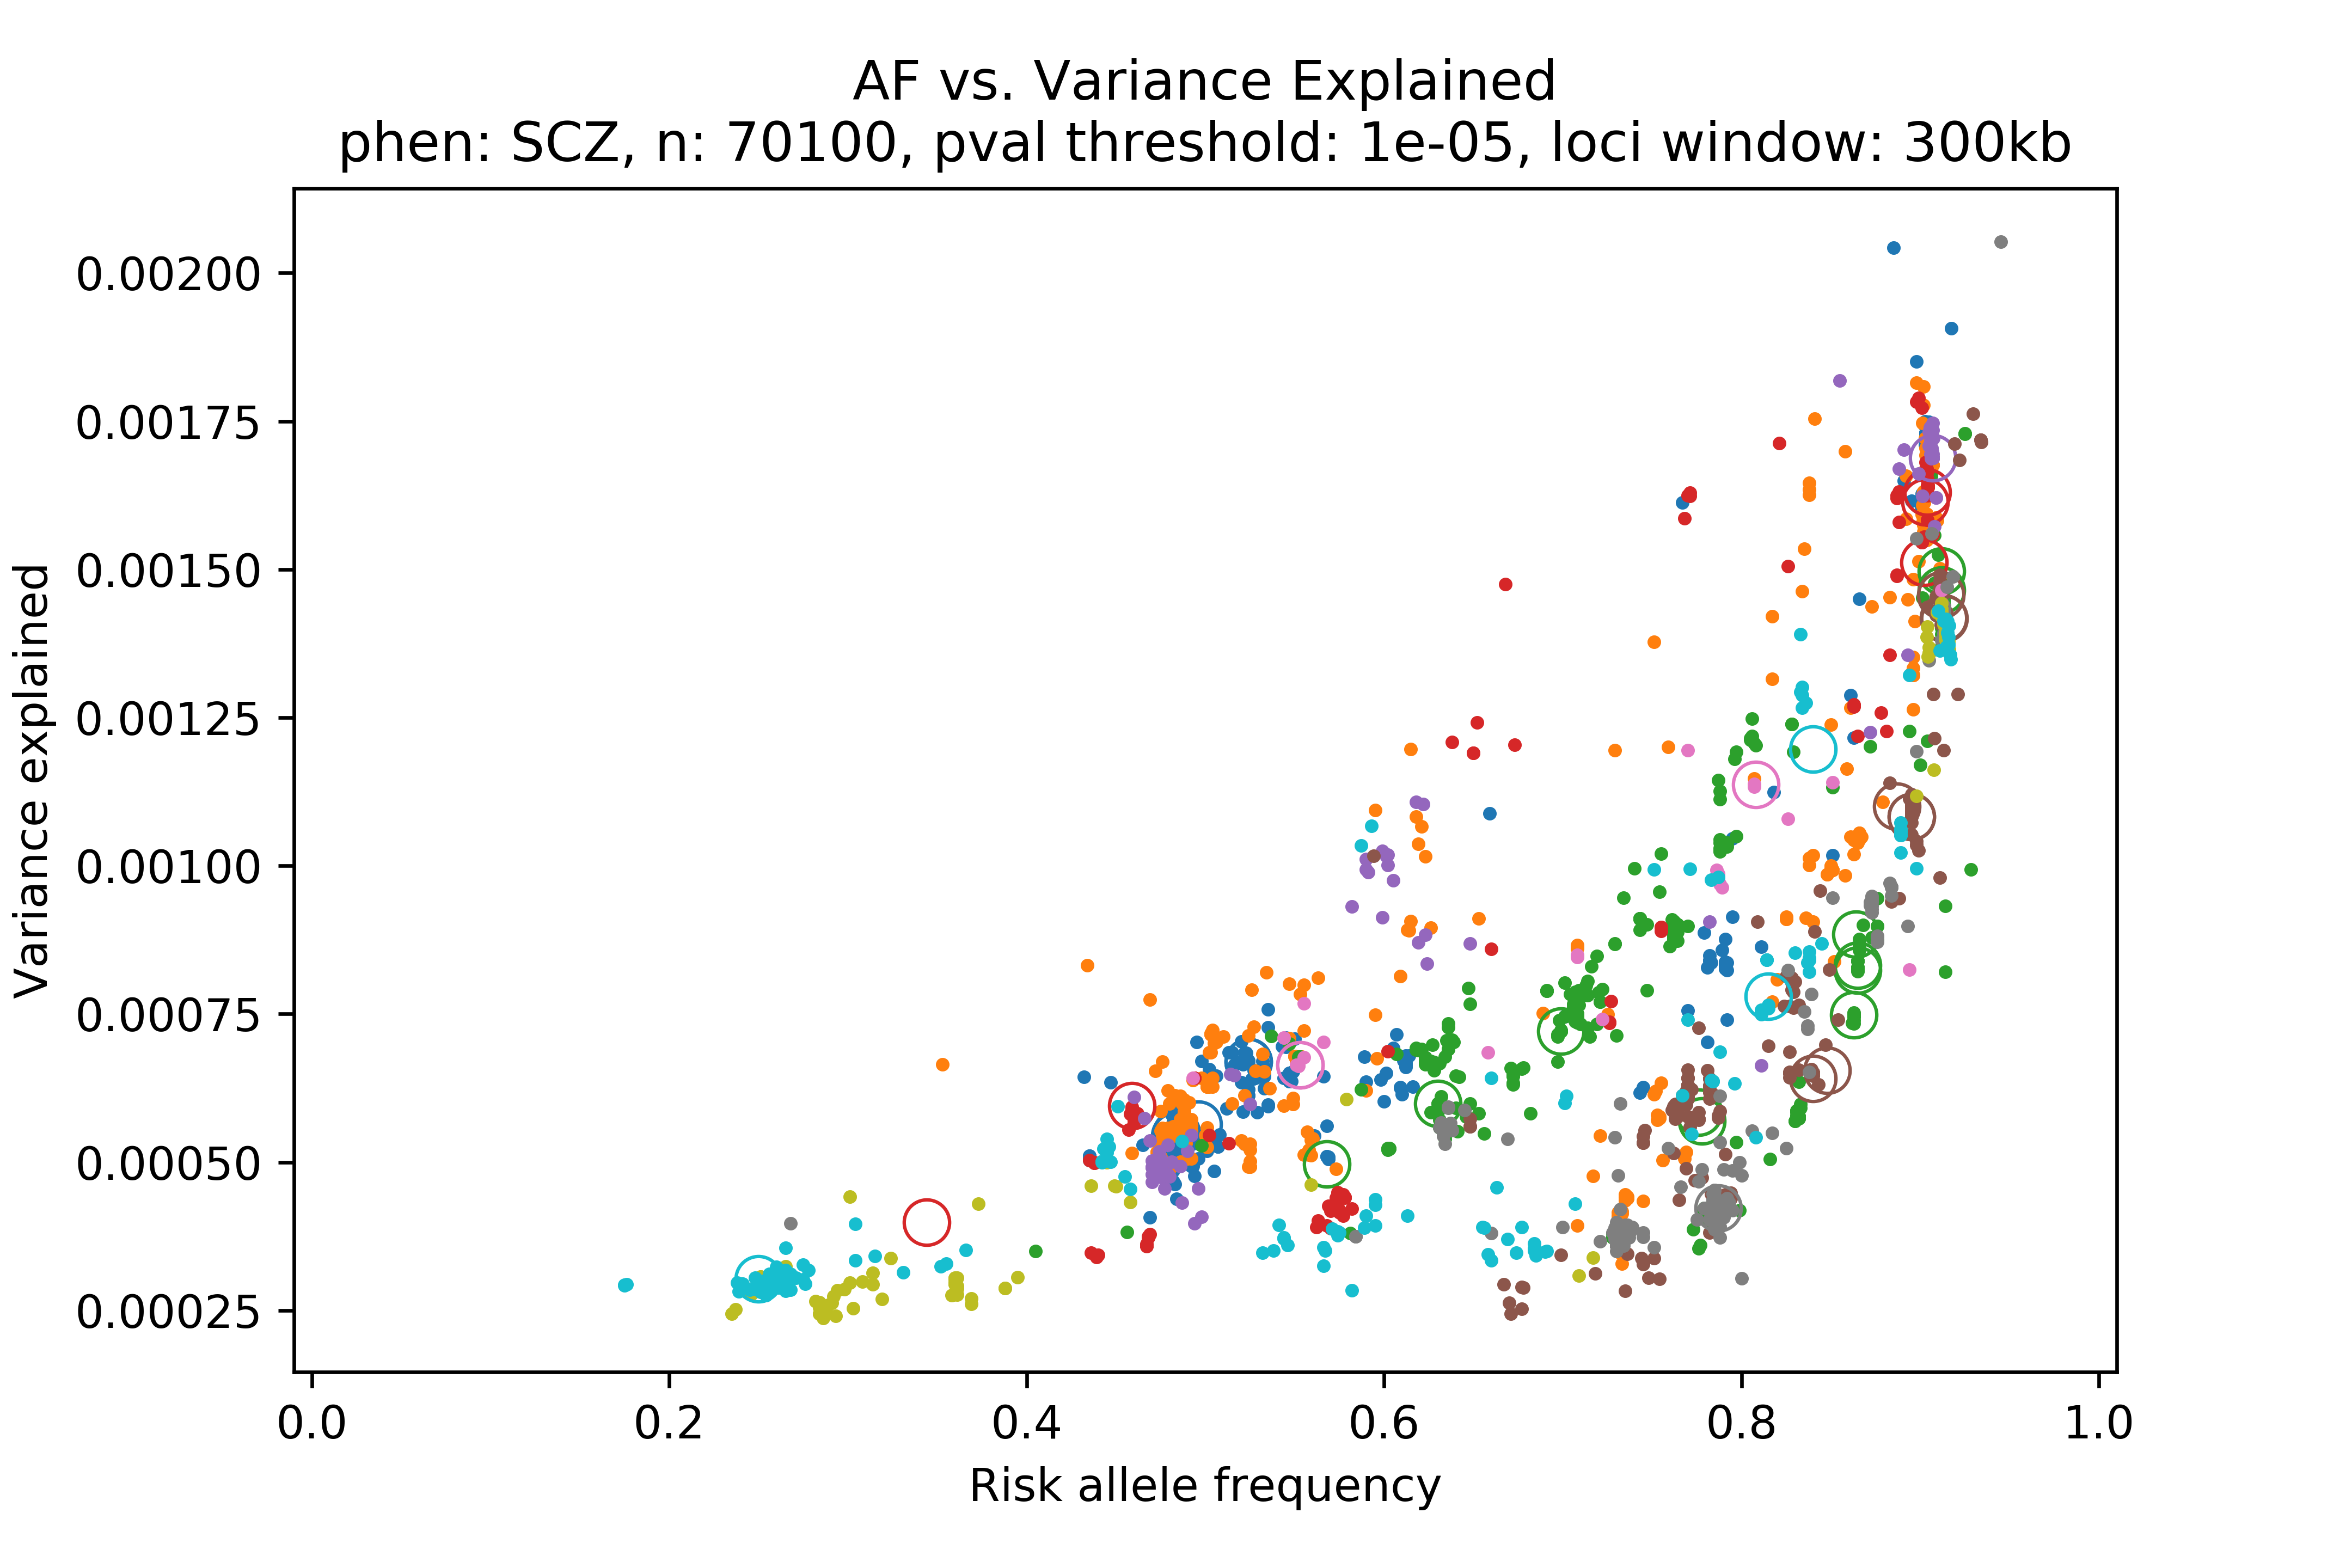 AF vs. Variance Explained
phen: SCZ, n: 70100, pval threshold: 1e-05, loci window: 300kb
Variance explained
0.00200
0.00175
0.00150
0.00125
0.00100
0.00075
0.00050
0.00025
0.0 0.2 0.4 0.6 0.8 1.0
Risk allele frequency